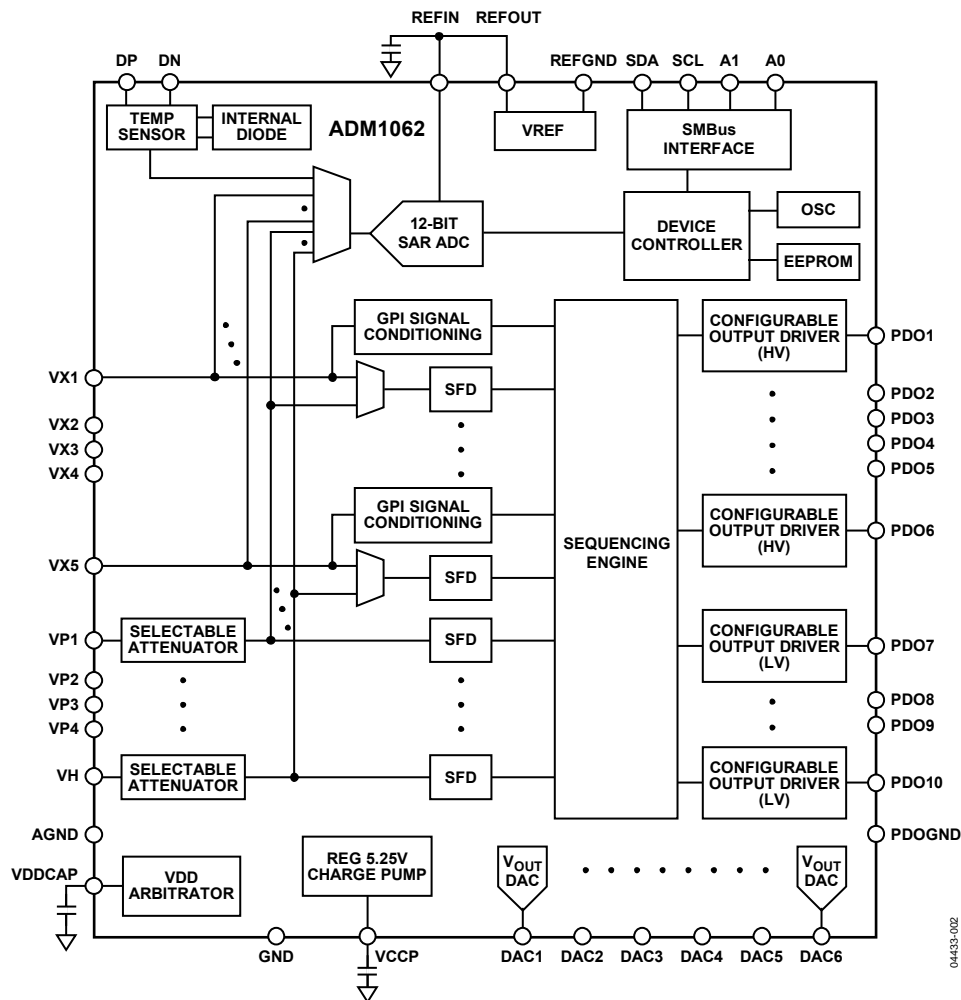 REFIN REFOUT
DP DN REFGND SDA SCL A1 A0
TEMP
SENSOR
INTERNAL
DIODE
ADM1062
VREF
SMBus
INTERFACE
12-BIT
SAR ADC
DEVICE
CONTROLLER
OSC
EEPROM
GPI SIGNAL
CONDITIONING
SFD
CONFIGURABLE
OUTPUT DRIVER
(HV)
PDO1
VX1
PDO2
VX2
PDO3
VX3
PDO4
VX4
PDO5
GPI SIGNAL
CONDITIONING
SEQUENCING
ENGINE
CONFIGURABLE
OUTPUT DRIVER
(HV)
PDO6
VX5
SFD
VP1
SELECTABLE
ATTENUATOR
SFD
CONFIGURABLE
OUTPUT DRIVER
(LV)
PDO7
VP2
VP3
VP4
PDO8
PDO9
VH
SELECTABLE
ATTENUATOR
SFD
CONFIGURABLE
OUTPUT DRIVER
(LV)
PDO10
AGND
PDOGND
VDDCAP
VDD
ARBITRATOR
REG 5.25V
CHARGE PUMP
VOUT
DAC
VOUT
DAC
GND VCCP DAC1 DAC2 DAC3 DAC4 DAC5 DAC6
04433-002